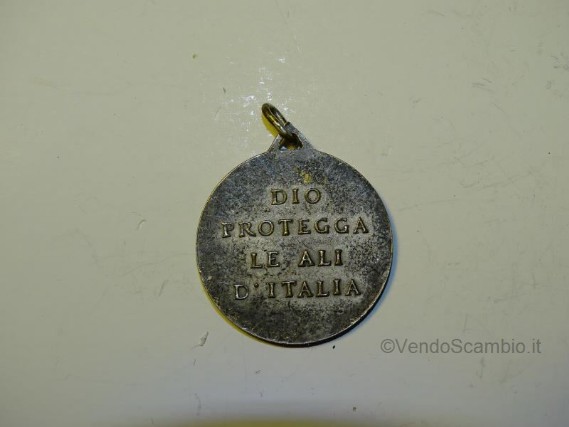 DIO
PROTEGGA
LE ALI
D'ITALIA
©VendoScambio.it